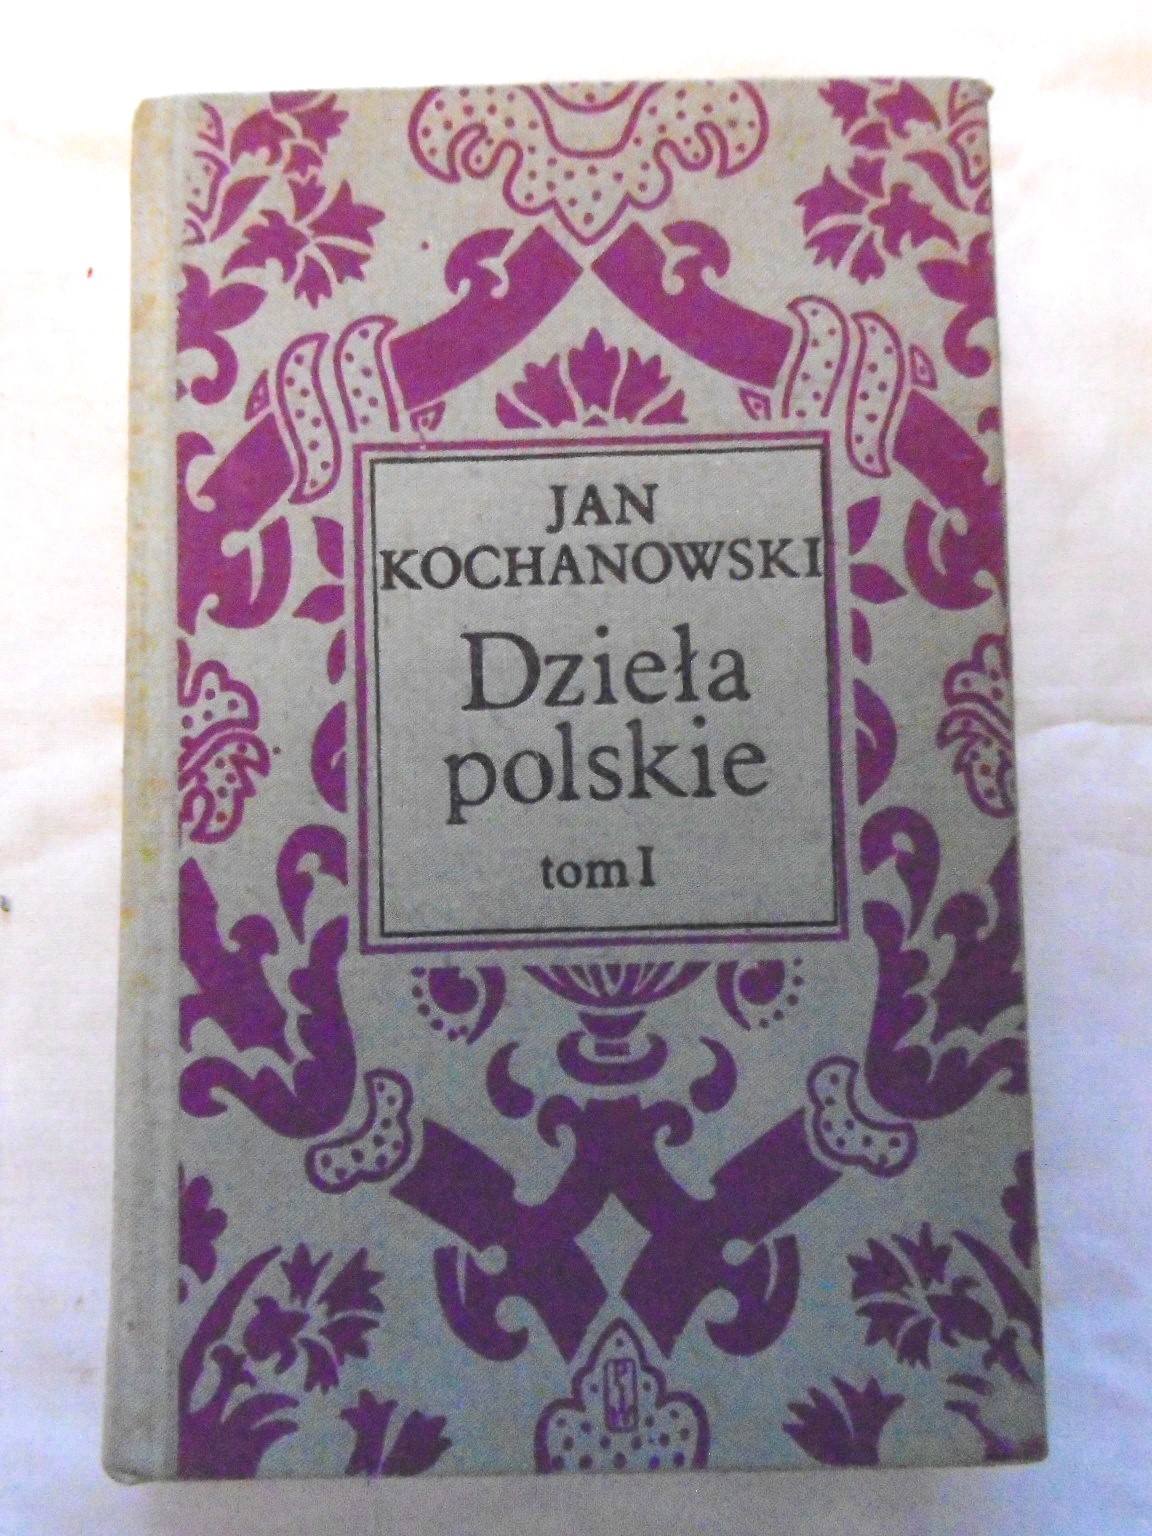 JAN
KOCHANOWSKI
Dzieła
polskie
tom I